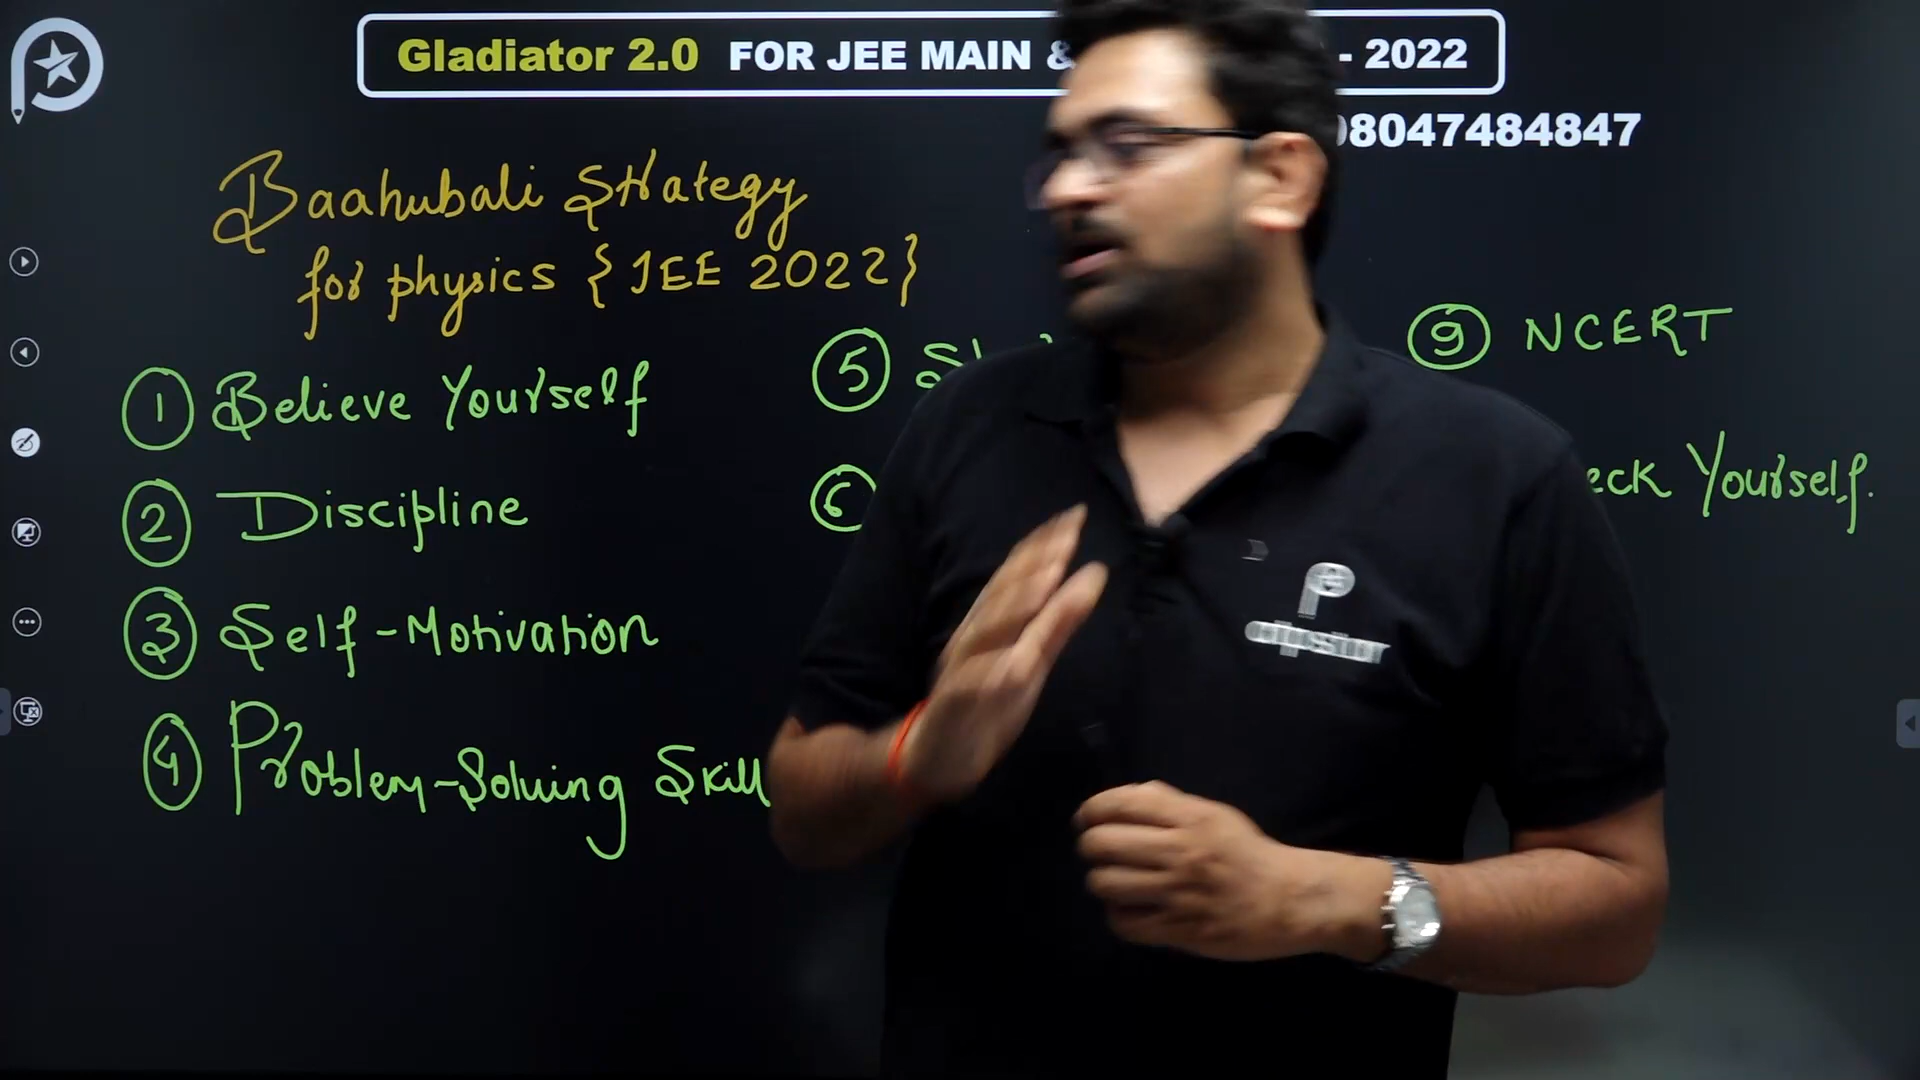 Gladiator 2.0 FOR JEE MAIN & - 2022
8047484847
Baahubali Strategy
for physics {JEE 2022}
1 Believe Yourself
2 Discipline
3 Self-Motivation
4 Problem-Solving Skill
5
6
9 NCERT
eck Yourself.